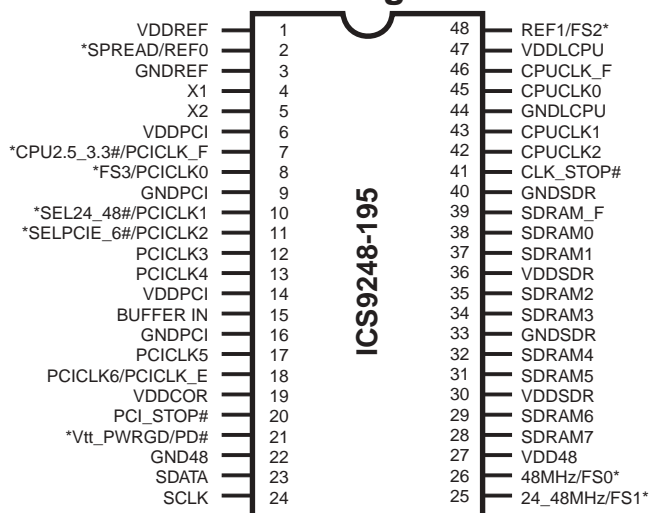 VDDREF 1 48 REF1/FS2*
*SPREAD/REF0 2 47 VDDLCPU
GNDREF 3 46 CPUCLK_F
X1 4 45 CPUCLK0
X2 5 44 GNDLCPU
VDDPCI 6 43 CPUCLK1
*CPU2.5_3.3#/PCICLK_F 7 42 CPUCLK2
*FS3/PCICLK0 8 41 CLK_STOP#
GNDPCI 9 40 GNDSDR
*SEL24_48#/PCICLK1 10 39 SDRAM_F
*SELPCIE_6#/PCICLK2 11 38 SDRAM0
PCICLK3 12 37 SDRAM1
PCICLK4 13 36 VDDSDR
VDDPCI 14 35 SDRAM2
BUFFER IN 15 34 SDRAM3
GNDPCI 16 33 GNDSDR
PCICLK5 17 32 SDRAM4
PCICLK6/PCICLK_E 18 31 SDRAM5
VDDCOR 19 30 VDDSDR
PCI_STOP# 20 29 SDRAM6
*Vtt_PWRGD/PD# 21 28 SDRAM7
GND48 22 27 VDD48
SDATA 23 26 48MHz/FS0*
SCLK 24 25 24_48MHz/FS1*
ICS9248-195